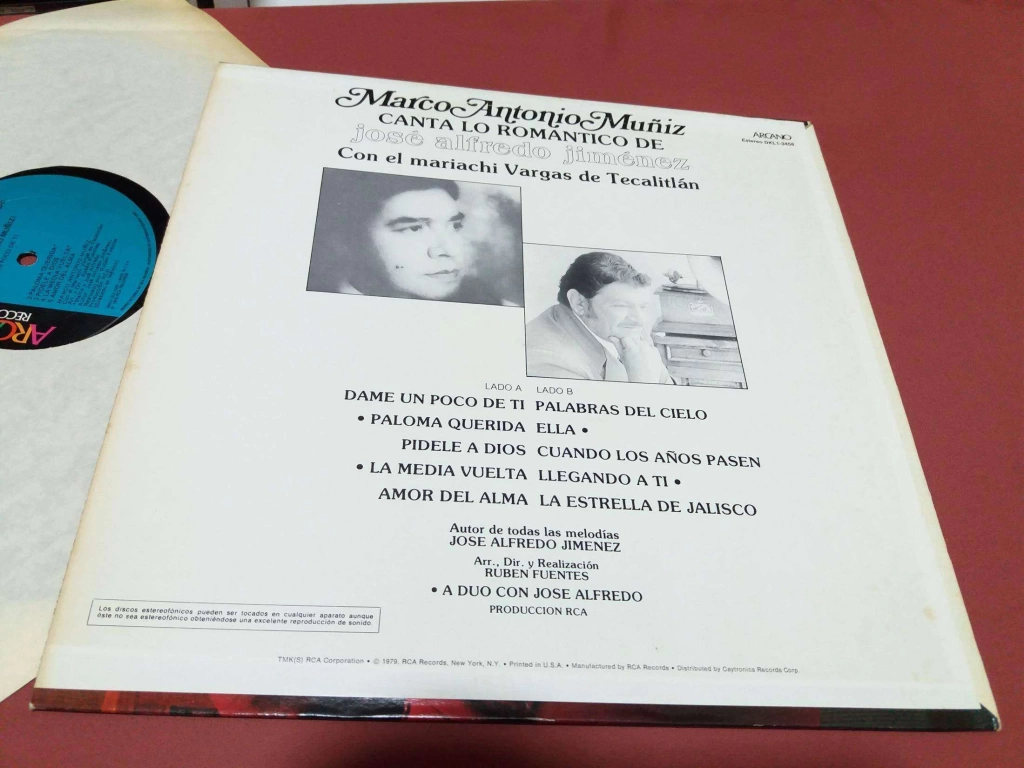 Marco Antonio Muñiz
CANTA LO ROMANTICO DE
josé alfredo jiménez
Con el mariachi Vargas de Tecalitlán
ARCANO
Estereo DKL1-3458
LADO A LADO B
DAME UN POCO DE TI PALABRAS DEL CIELO
• PALOMA QUERIDA ELLA •
PIDELE A DIOS CUANDO LOS AÑOS PASEN
• LA MEDIA VUELTA LLEGANDO A TI •
AMOR DEL ALMA LA ESTRELLA DE JALISCO
Autor de todas las melodías
JOSE ALFREDO JIMENEZ
Arr., Dir. y Realización
RUBEN FUENTES
• A DUO CON JOSE ALFREDO
PRODUCCION RCA
Los discos estereofónicos pueden ser tocados en cualquier aparato aunque
éste no sea estereofónico obteniéndose una excelente reproducción de sonido.
TMK(S) RCA Corporation • © 1979, RCA Records, New York, N.Y. • Printed in U.S.A. • Manufactured by RCA Records • Distributed by Caytronics Records Corp.